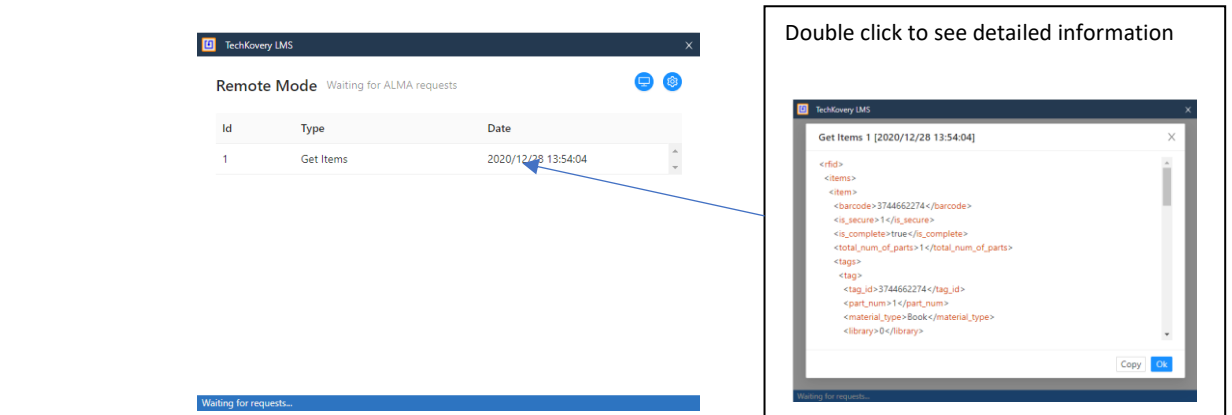 TechKovery LMS X
Remote Mode Waiting for ALMA requests
Id Type Date
1 Get Items 2020/12/28 13:54:04
Waiting for requests...
Double click to see detailed information
TechKovery LMS X
Get Items 1 [2020/12/28 13:54:04] X
<rfid>
<items>
<item>
<barcode>3744662274</barcode>
<is_secure>1</is_secure>
<is_complete>true</is_complete>
<total_num_of_parts>1</total_num_of_parts>
<tags>
<tag>
<tag_id>3744662274</tag_id>
<part_num>1</part_num>
<material_type>Book</material_type>
<library>0</library>
Copy Ok
Waiting for requests...